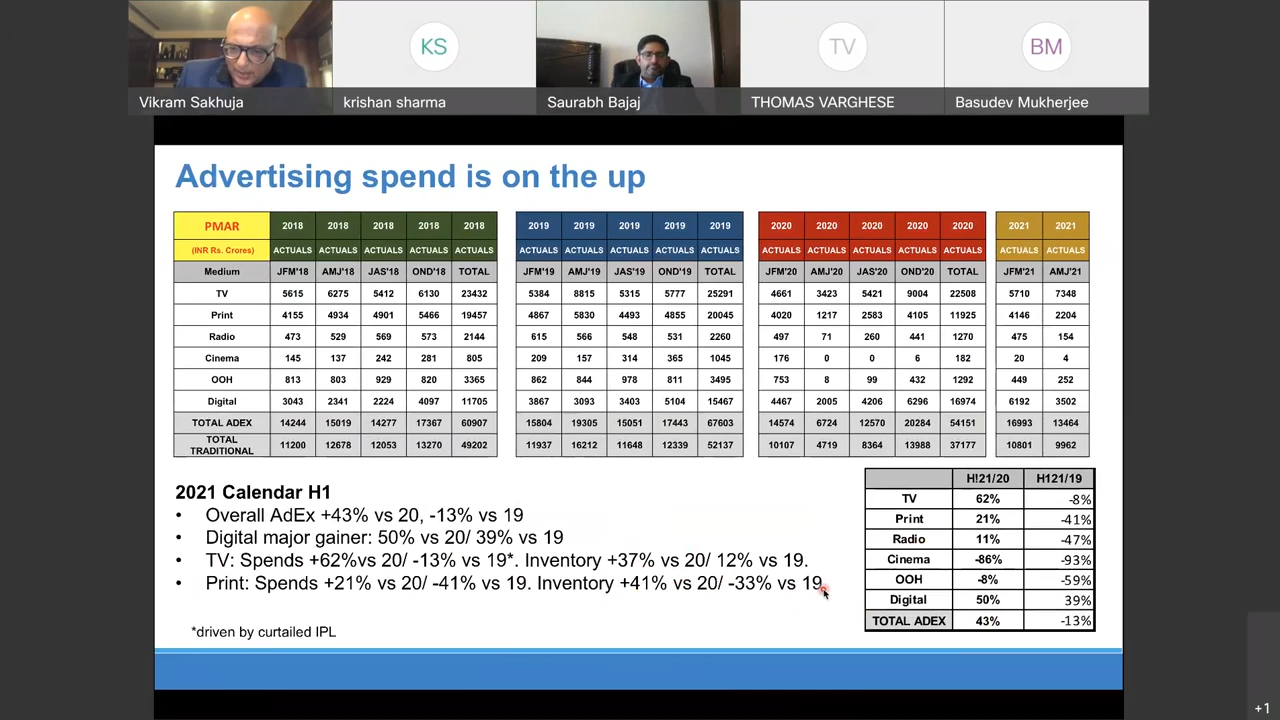 KS
TV
BM
Vikram Sakhuja
krishan sharma
Saurabh Bajaj
THOMAS VARGHESE
Basudev Mukherjee
Advertising spend is on the up
PMAR 2018 2018 2018 2018 2018 2019 2019 2019 2019 2019 2020 2020 2020 2020 2020 2021 2021
(INR Rs. Crores) ACTUALS ACTUALS ACTUALS ACTUALS ACTUALS ACTUALS ACTUALS ACTUALS ACTUALS ACTUALS ACTUALS ACTUALS ACTUALS ACTUALS ACTUALS ACTUALS ACTUALS
Medium JFM'18 AMJ'18 JAS'18 OND'18 TOTAL JFM'19 AMJ'19 JAS'19 OND'19 TOTAL JFM'20 AMJ'20 JAS'20 OND'20 TOTAL JFM'21 AMJ'21
TV 5615 6275 5412 6130 23432 5384 8815 5315 5777 25291 4661 3423 5421 9004 22508 5710 7348
Print 4155 4934 4901 5466 19457 4867 5830 4493 4855 20045 4020 1217 2583 4105 11925 4146 2204
Radio 473 529 569 573 2144 615 566 548 531 2260 497 71 260 441 1270 475 154
Cinema 145 137 242 281 805 209 157 314 365 1045 176 0 0 6 182 20 4
OOH 813 803 929 820 3365 862 844 978 811 3495 753 8 99 432 1292 449 252
Digital 3043 2341 2224 4097 11705 3867 3093 3403 5104 15467 4467 2005 4206 6296 16974 6192 3502
TOTAL ADEX 14244 15019 14277 17367 60907 15804 19305 15051 17443 67603 14574 6724 12570 20284 54151 16993 13464
TOTAL TRADITIONAL 11200 12678 12053 13270 49202 11937 16212 11648 12339 52137 10107 4719 8364 13988 37177 10801 9962
2021 Calendar H1
• Overall AdEx +43% vs 20, -13% vs 19
• Digital major gainer: 50% vs 20/ 39% vs 19
• TV: Spends +62%vs 20/ -13% vs 19*. Inventory +37% vs 20/ 12% vs 19.
• Print: Spends +21% vs 20/ -41% vs 19. Inventory +41% vs 20/ -33% vs 19.
*driven by curtailed IPL
H!21/20 H121/19
TV 62% -8%
Print 21% -41%
Radio 11% -47%
Cinema -86% -93%
OOH -8% -59%
Digital 50% 39%
TOTAL ADEX 43% -13%
+1